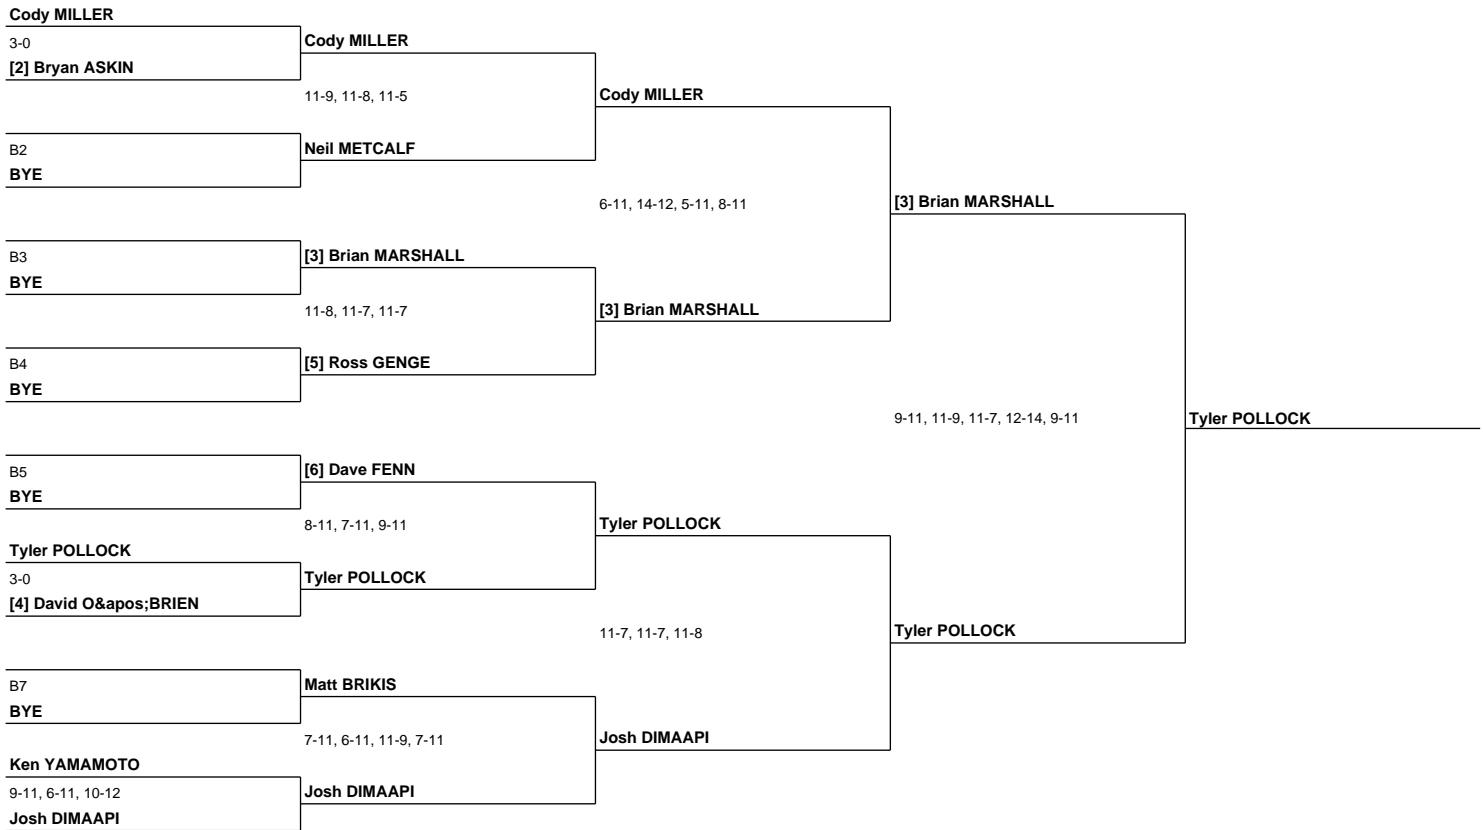 Cody MILLER
3-0
[2] Bryan ASKIN
B2
BYE
B3
BYE
B4
BYE
B5
BYE
Tyler POLLOCK
3-0
[4] David O&apos;BRIEN
B7
BYE
Ken YAMAMOTO
9-11, 6-11, 10-12
Josh DIMAAPI
Cody MILLER
11-9, 11-8, 11-5
Neil METCALF
[3] Brian MARSHALL
11-8, 11-7, 11-7
[5] Ross GENGE
[6] Dave FENN
8-11, 7-11, 9-11
Tyler POLLOCK
Matt BRIKIS
7-11, 6-11, 11-9, 7-11
Josh DIMAAPI
Cody MILLER
6-11, 14-12, 5-11, 8-11
[3] Brian MARSHALL
Tyler POLLOCK
11-7, 11-7, 11-8
Josh DIMAAPI
[3] Brian MARSHALL
9-11, 11-9, 11-7, 12-14, 9-11
Tyler POLLOCK
Tyler POLLOCK